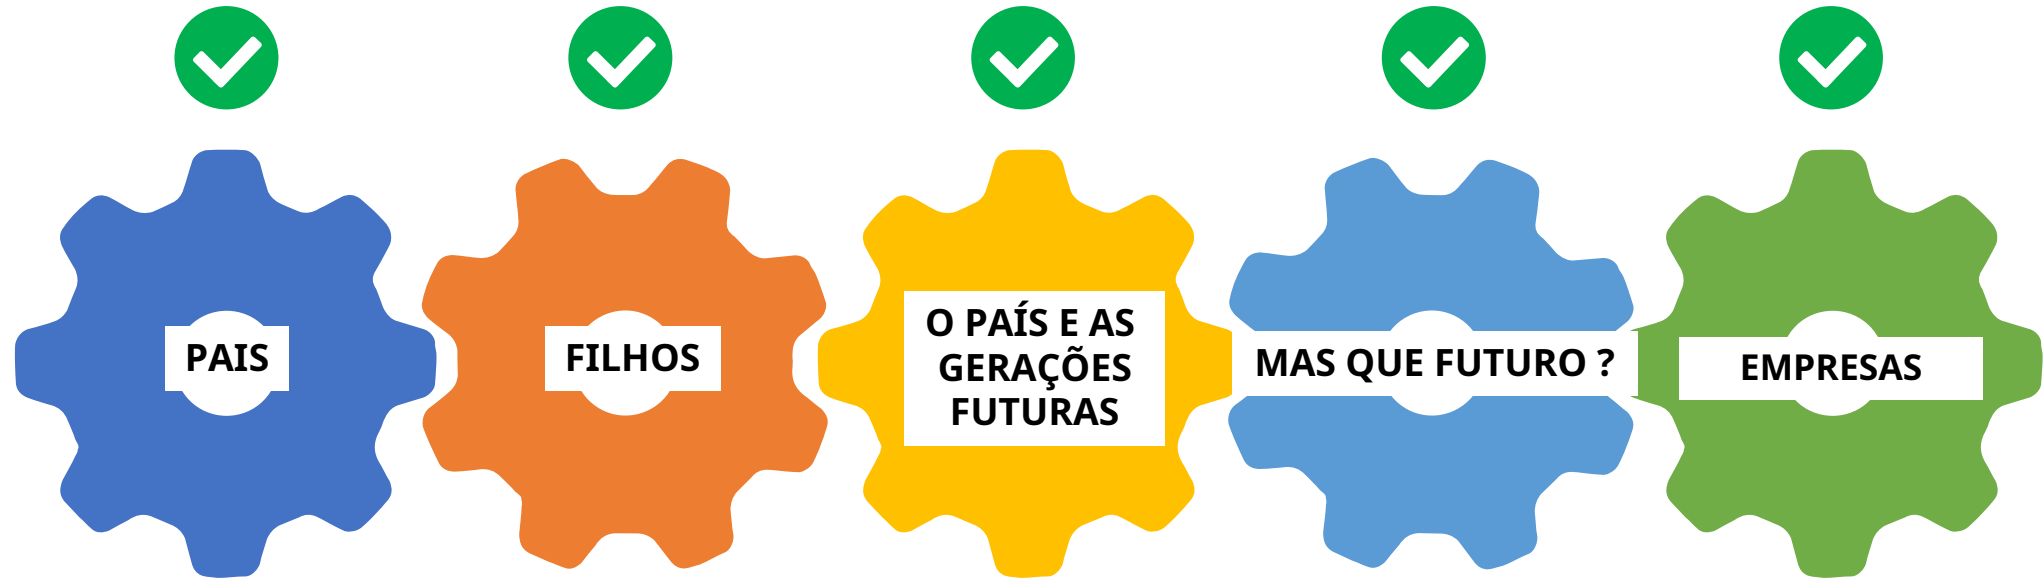 PAIS
FILHOS
O PAÍS E AS
GERAÇÕES
FUTURAS
MAS QUE FUTURO ?
EMPRESAS